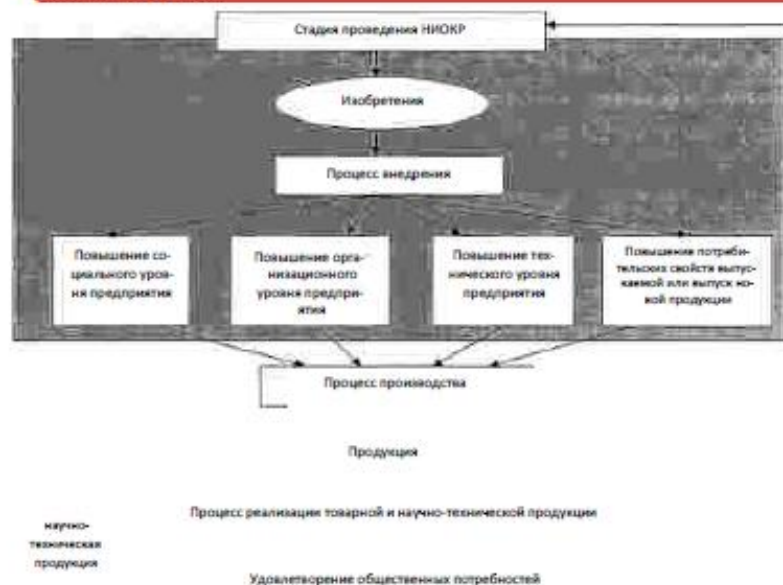 Стадия проведения НИОКР
Изобретения
Процесс внедрения
Повышение со-
циального уров-
ня предприятия
Повышение орга-
низационного
уровня предпри-
ятия
Повышение тех-
нического уровня
предприятия
Повышение потреби-
тельских свойств выпус-
каемой или выпуск но-
вой продукции
Процесс производства
Продукция
Процесс реализации товарной и научно-технической продукции
научно-
техническая
продукция
Удовлетворение общественных потребностей